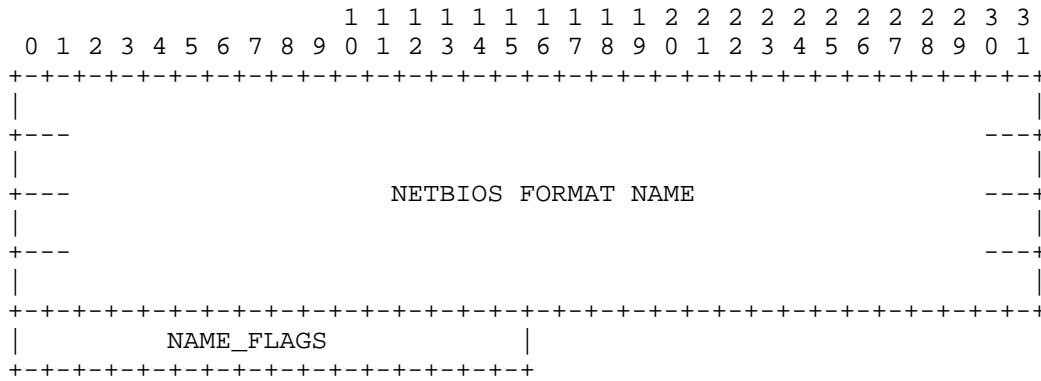 1 1 1 1 1 1 1 1 1 1 2 2 2 2 2 2 2 2 2 2 3 3
0 1 2 3 4 5 6 7 8 9 0 1 2 3 4 5 6 7 8 9 0 1 2 3 4 5 6 7 8 9 0 1
+-+-+-+-+-+-+-+-+-+-+-+-+-+-+-+-+-+-+-+-+-+-+-+-+-+-+-+-+-+-+-+-+
| |
+--- ---+
| |
+--- NETBIOS FORMAT NAME ---+
| |
+--- ---+
| |
+-+-+-+-+-+-+-+-+-+-+-+-+-+-+-+-+-+-+-+-+-+-+-+-+-+-+-+-+-+-+-+-+
| NAME_FLAGS |
+-+-+-+-+-+-+-+-+-+-+-+-+-+-+-+-+